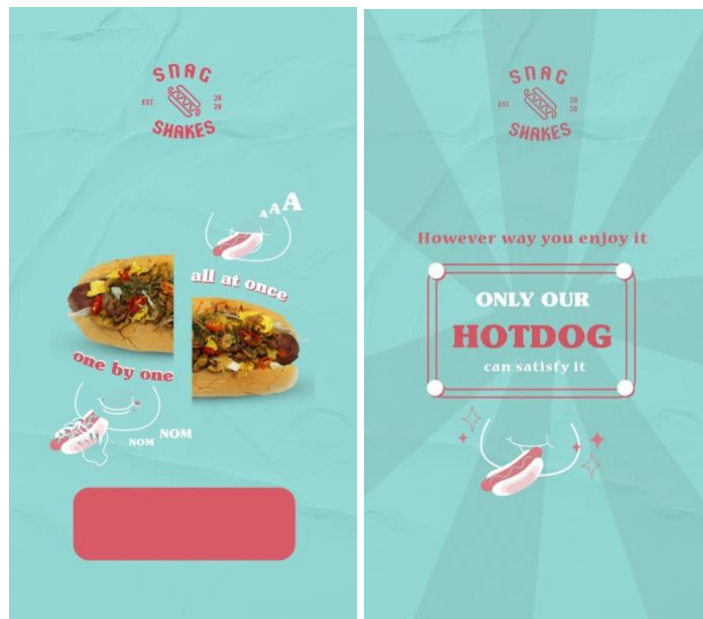 SNAG
EST. 20
20
SHAKES
A A A
all at once
one by one
NOM NOM
SNAG
EST 20
20
SHAKES
However way you enjoy it
ONLY OUR
HOTDOG
can satisfy it